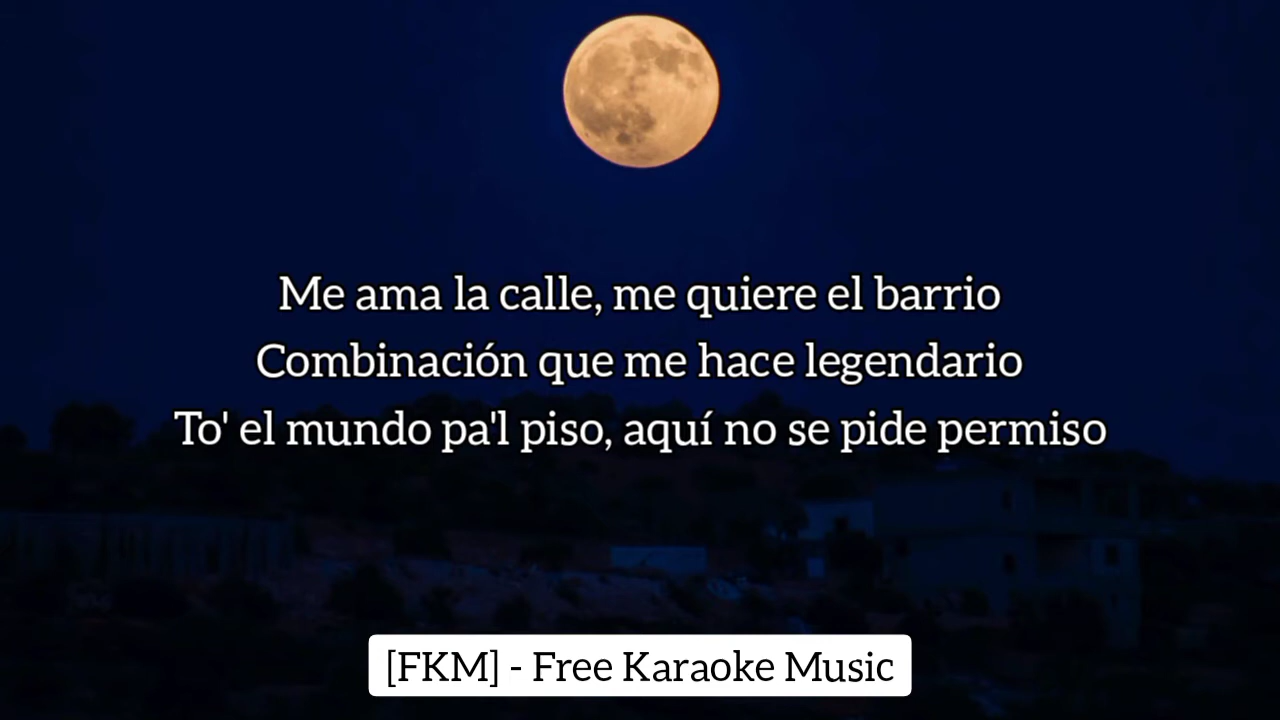 Me ama la calle, me quiere el barrio
Combinación que me hace legendario
To' el mundo pa'l piso, aquí no se pide permiso
[FKM] - Free Karaoke Music